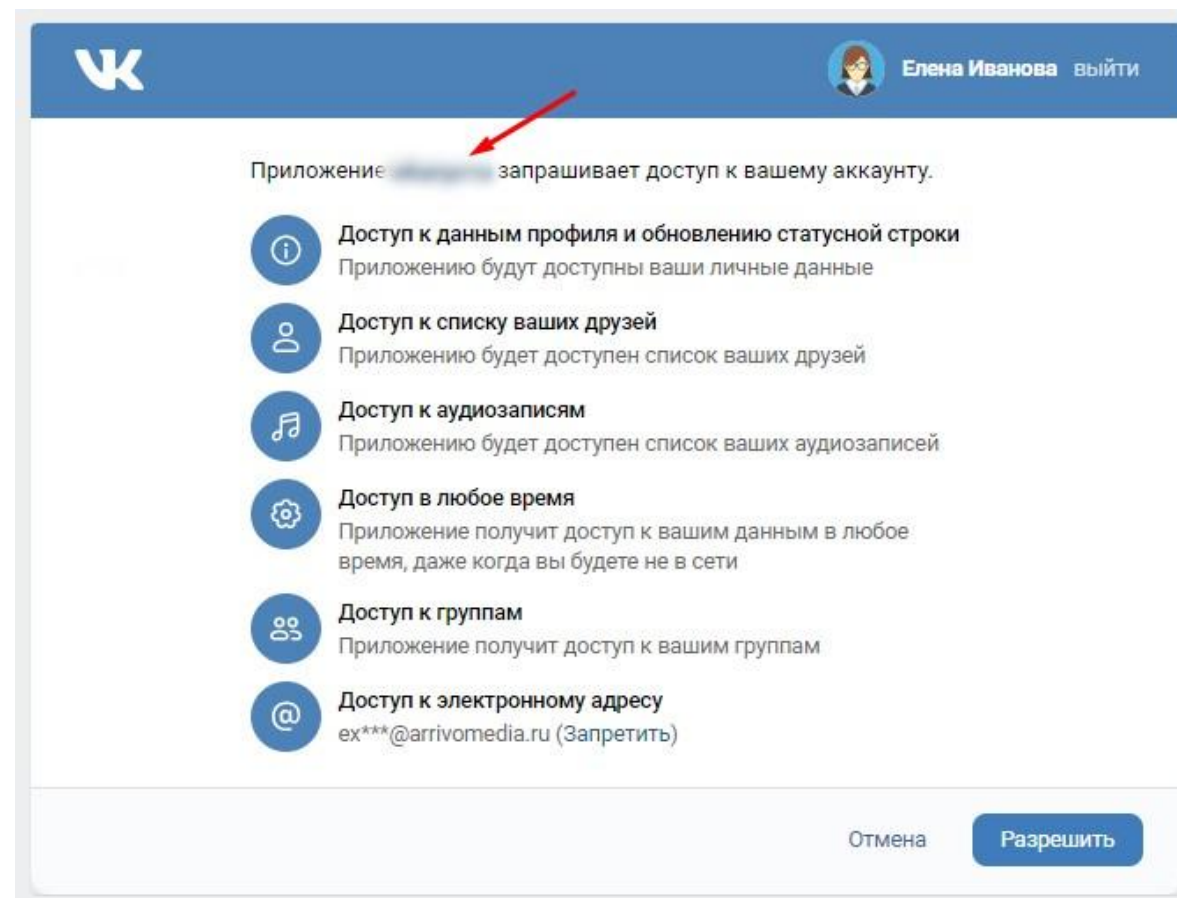 VK
Елена Иванова выйти
Приложение запрашивает доступ к вашему аккаунту.
Доступ к данным профиля и обновлению статусной строки
Приложению будут доступны ваши личные данные
Доступ к списку ваших друзей
Приложению будет доступен список ваших друзей
Доступ к аудиозаписям
Приложению будет доступен список ваших аудиозаписей
Доступ в любое время
Приложение получит доступ к вашим данным в любое
время, даже когда вы будете не в сети
Доступ к группам
Приложение получит доступ к вашим группам
Доступ к электронному адресу
@ ex***@arrivomedia.ru (Запретить)
Отмена Разрешить